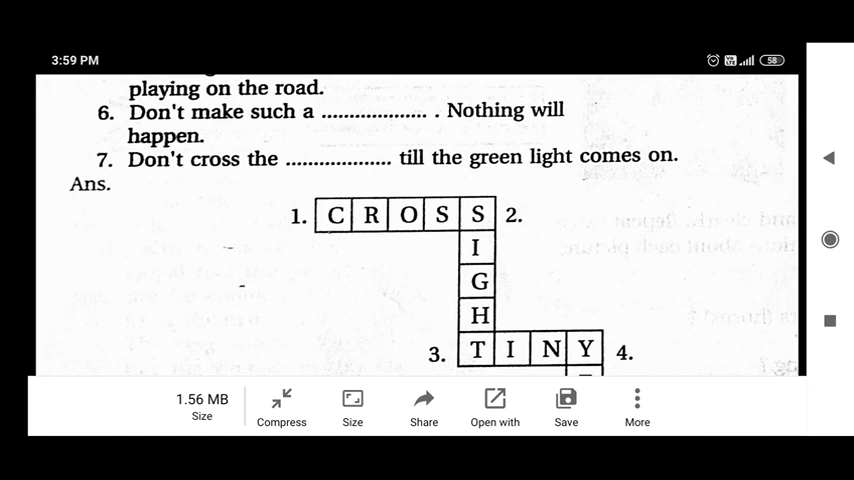 3:59 PM
58
playing on the road.
6. Don't make such a ................... . Nothing will
happen.
7. Don't cross the ................... till the green light comes on.
Ans.
1. C R O S S 2.
I
G
H
3. T I N Y 4.
1.56 MB
Size
Compress
Size
Share
Open with
Save
More